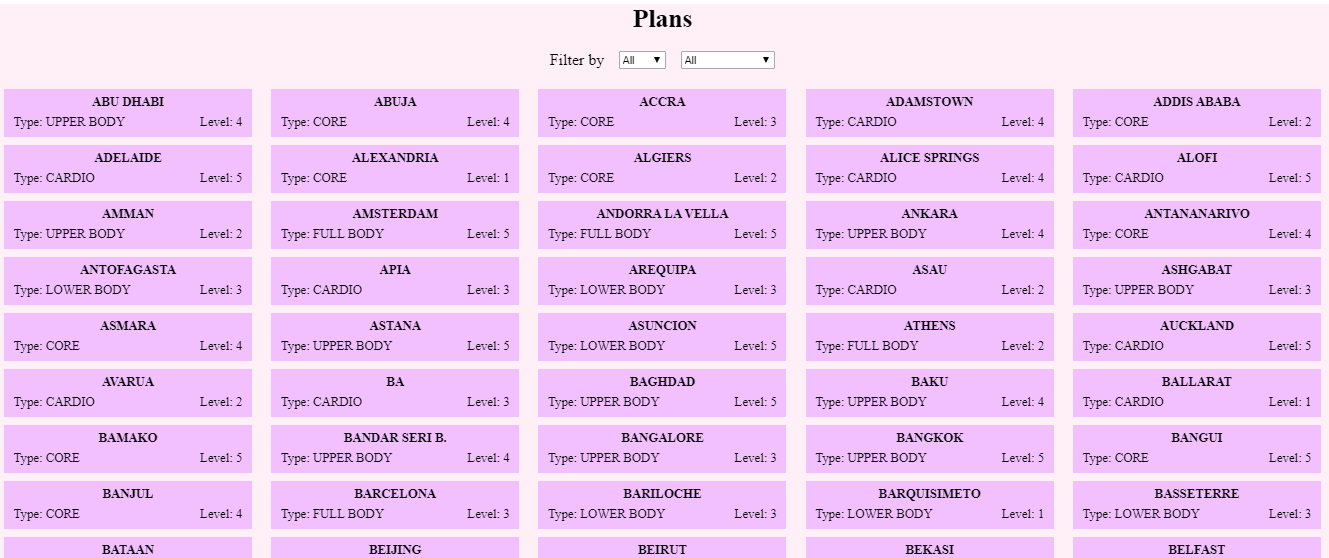 Plans
Filter by All All
ABU DHABI ABUJA ACCRA ADAMSTOWN ADDIS ABABA
Type: UPPER BODY Level: 4 Type: CORE Level: 4 Type: CORE Level: 3 Type: CARDIO Level: 4 Type: CORE Level: 2
ADELAIDE ALEXANDRIA ALGIERS ALICE SPRINGS ALOFI
Type: CARDIO Level: 5 Type: CORE Level: 1 Type: CORE Level: 2 Type: CARDIO Level: 4 Type: CARDIO Level: 5
AMMAN AMSTERDAM ANDORRA LA VELLA ANKARA ANTANANARIVO
Type: UPPER BODY Level: 2 Type: FULL BODY Level: 5 Type: FULL BODY Level: 5 Type: UPPER BODY Level: 4 Type: CORE Level: 4
ANTOFAGASTA APIA AREQUIPA ASAU ASHGABAT
Type: LOWER BODY Level: 3 Type: CARDIO Level: 3 Type: LOWER BODY Level: 3 Type: CARDIO Level: 2 Type: UPPER BODY Level: 3
ASMARA ASTANA ASUNCION ATHENS AUCKLAND
Type: CORE Level: 4 Type: UPPER BODY Level: 5 Type: LOWER BODY Level: 5 Type: FULL BODY Level: 2 Type: CARDIO Level: 5
AVARUA BA BAGHDAD BAKU BALLARAT
Type: CARDIO Level: 2 Type: CARDIO Level: 3 Type: UPPER BODY Level: 5 Type: UPPER BODY Level: 4 Type: CARDIO Level: 1
BAMAKO BANDAR SERI B. BANGALORE BANGKOK BANGUI
Type: CORE Level: 5 Type: UPPER BODY Level: 4 Type: UPPER BODY Level: 3 Type: UPPER BODY Level: 5 Type: CORE Level: 5
BANJUL BARCELONA BARILOCHE BARQUISIMETO BASSETERRE
Type: CORE Level: 4 Type: FULL BODY Level: 3 Type: LOWER BODY Level: 3 Type: LOWER BODY Level: 1 Type: LOWER BODY Level: 3
BATAAN BEIJING BEIRUT BEKASI BELFAST